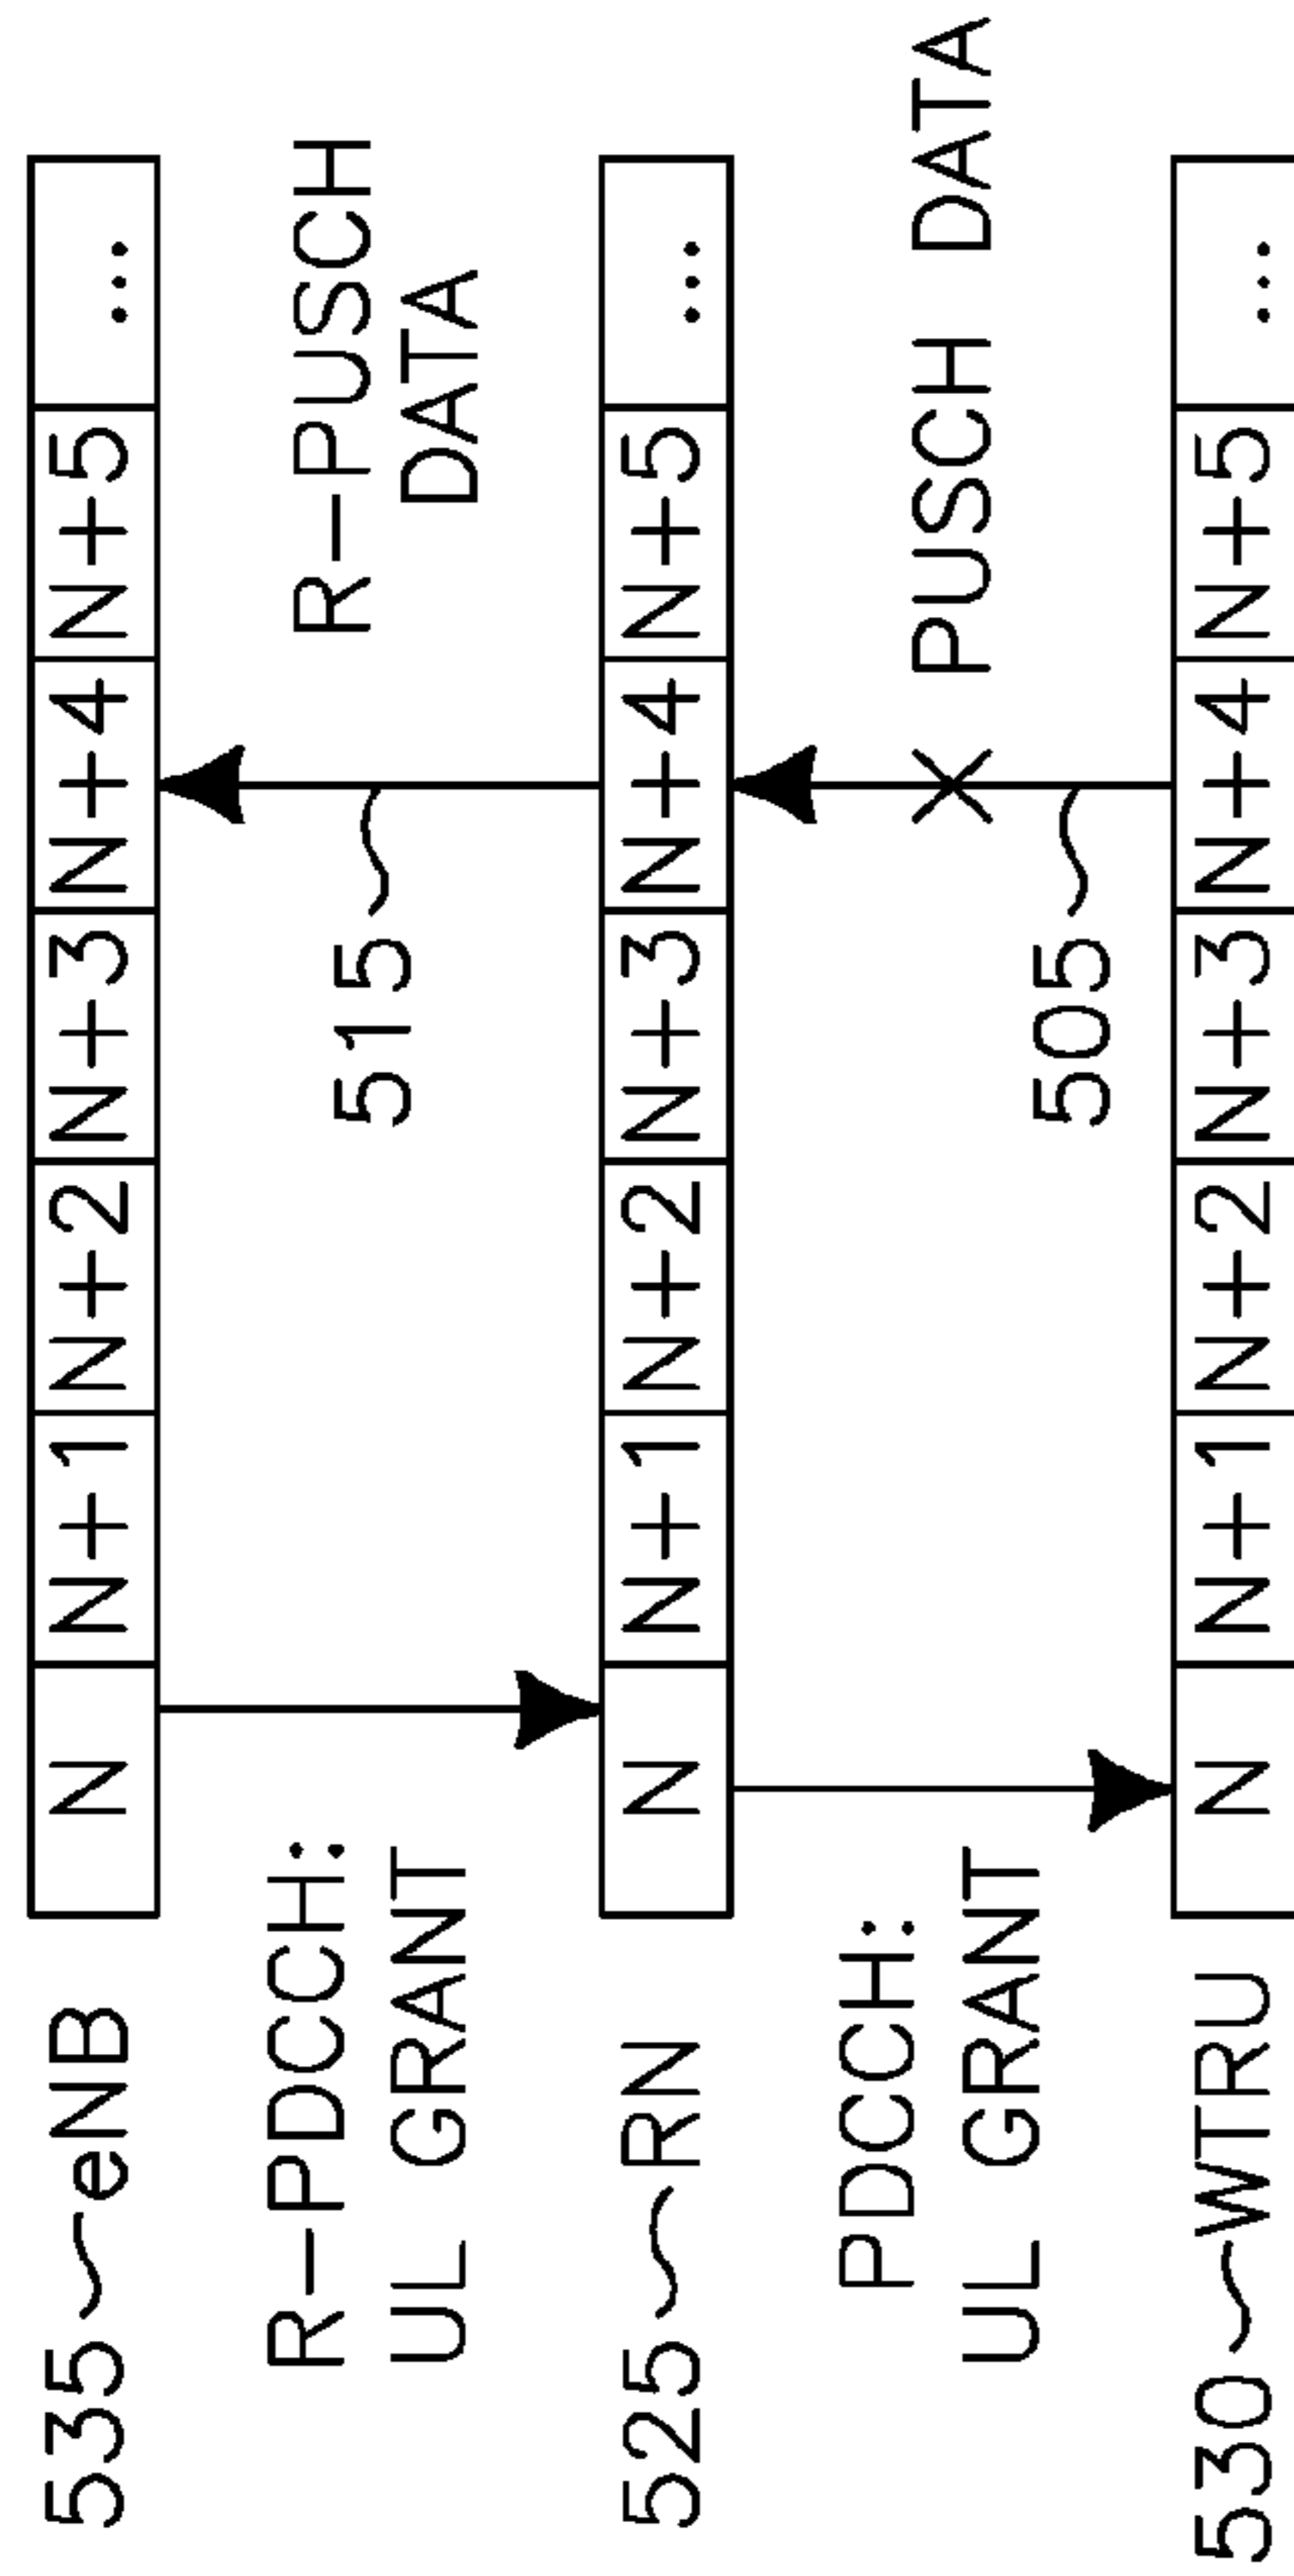 535 eNB N N+1 N+2 N+3 N+4 N+5 ...
R-PDCCH:
UL GRANT
515
R-PUSCH
DATA
525 RN N N+1 N+2 N+3 N+4 N+5 ...
PDCCH:
UL GRANT
505
PUSCH DATA
530 WTRU N N+1 N+2 N+3 N+4 N+5 ...